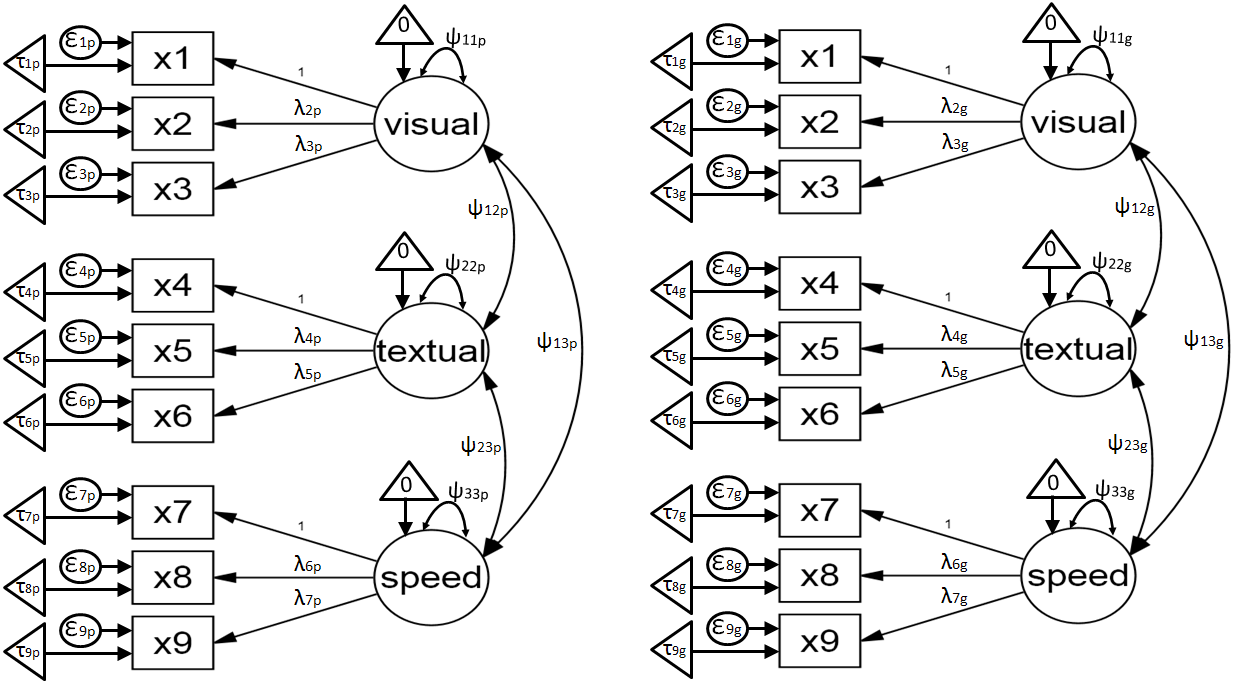 0
ψ11p
ε1p
τ1p
x1
1
ε2p
τ2p
x2
λ2p
visual
λ3p
ε3p
τ3p
x3
ψ12p
0
ψ22p
ε4p
τ4p
x4
1
ε5p
τ5p
x5
λ4p
textual
λ5p
ψ13p
ε6p
τ6p
x6
ψ23p
0
ψ33p
ε7p
τ7p
x7
1
ε8p
τ8p
x8
λ6p
speed
λ7p
ε9p
τ9p
x9
0
ψ11g
ε1g
τ1g
x1
1
ε2g
τ2g
x2
λ2g
visual
λ3g
ε3g
τ3g
x3
ψ12g
0
ψ22g
ε4g
τ4g
x4
1
ε5g
τ5g
x5
λ4g
textual
λ5g
ψ13g
ε6g
τ6g
x6
ψ23g
0
ψ33g
ε7g
τ7g
x7
1
ε8g
τ8g
x8
λ6g
speed
λ7g
ε9g
τ9g
x9